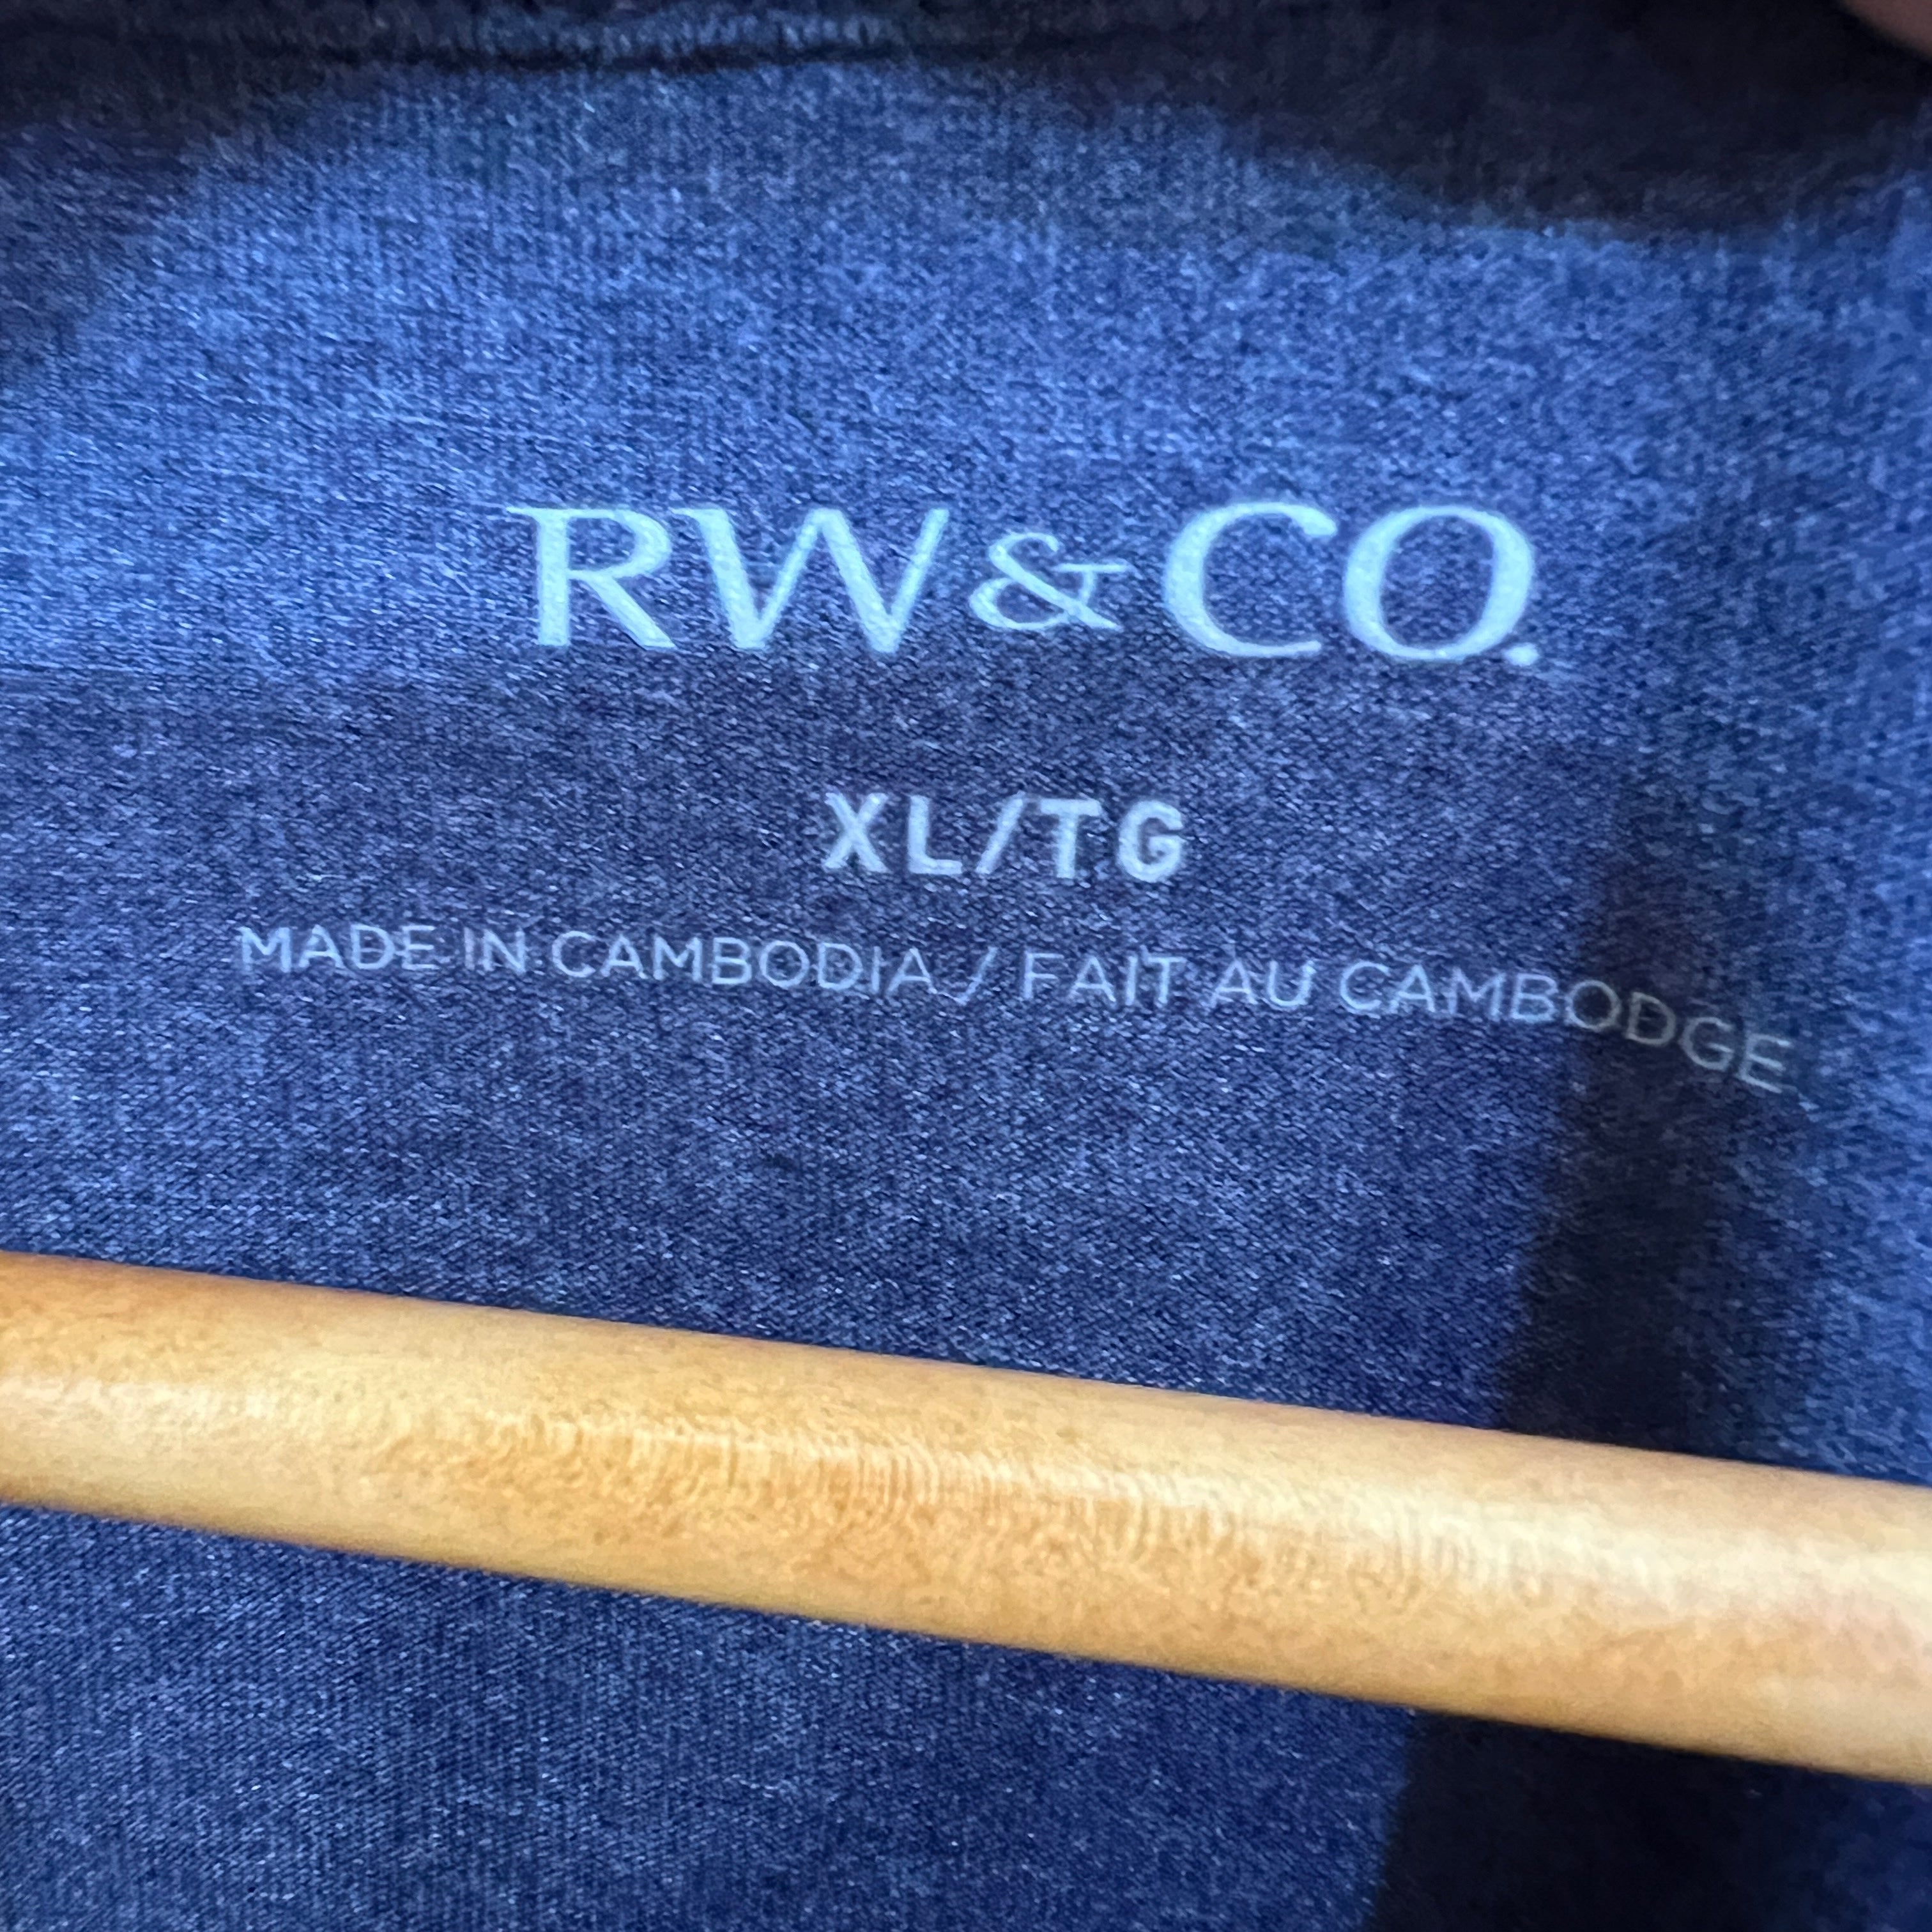 RW & CO.
XL/TG
MADE IN CAMBODIA / FAIT AU CAMBODGE